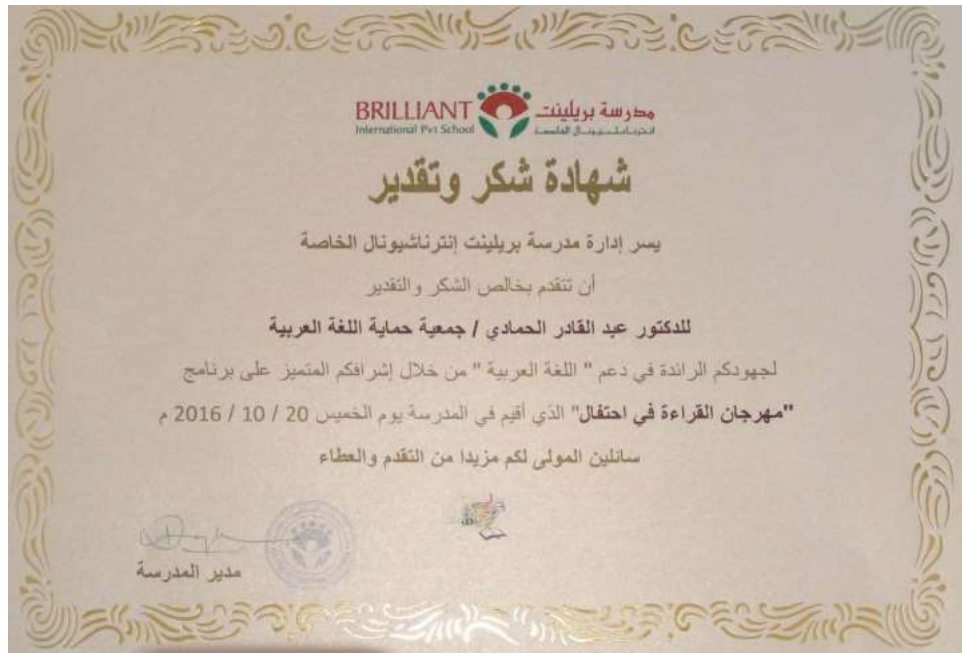 BRILLIANT
International Pvt School
مدرسة بريلينت
انترناشيونال الخاصة
شهادة شكر وتقدير
يسر إدارة مدرسة بريلينت إنترناشيونال الخاصة
أن تتقدم بخالص الشكر والتقدير
للدكتور عبد القادر الحمادي / جمعية حماية اللغة العربية
لجهودكم الرائدة في دعم " اللغة العربية " من خلال إشرافكم المتميز على برنامج
"مهرجان القراءة في احتفال" الذي أقيم في المدرسة يوم الخميس 20 / 10 / 2016 م
سائلين المولى لكم مزيدا من التقدم والعطاء
مدير المدرسة